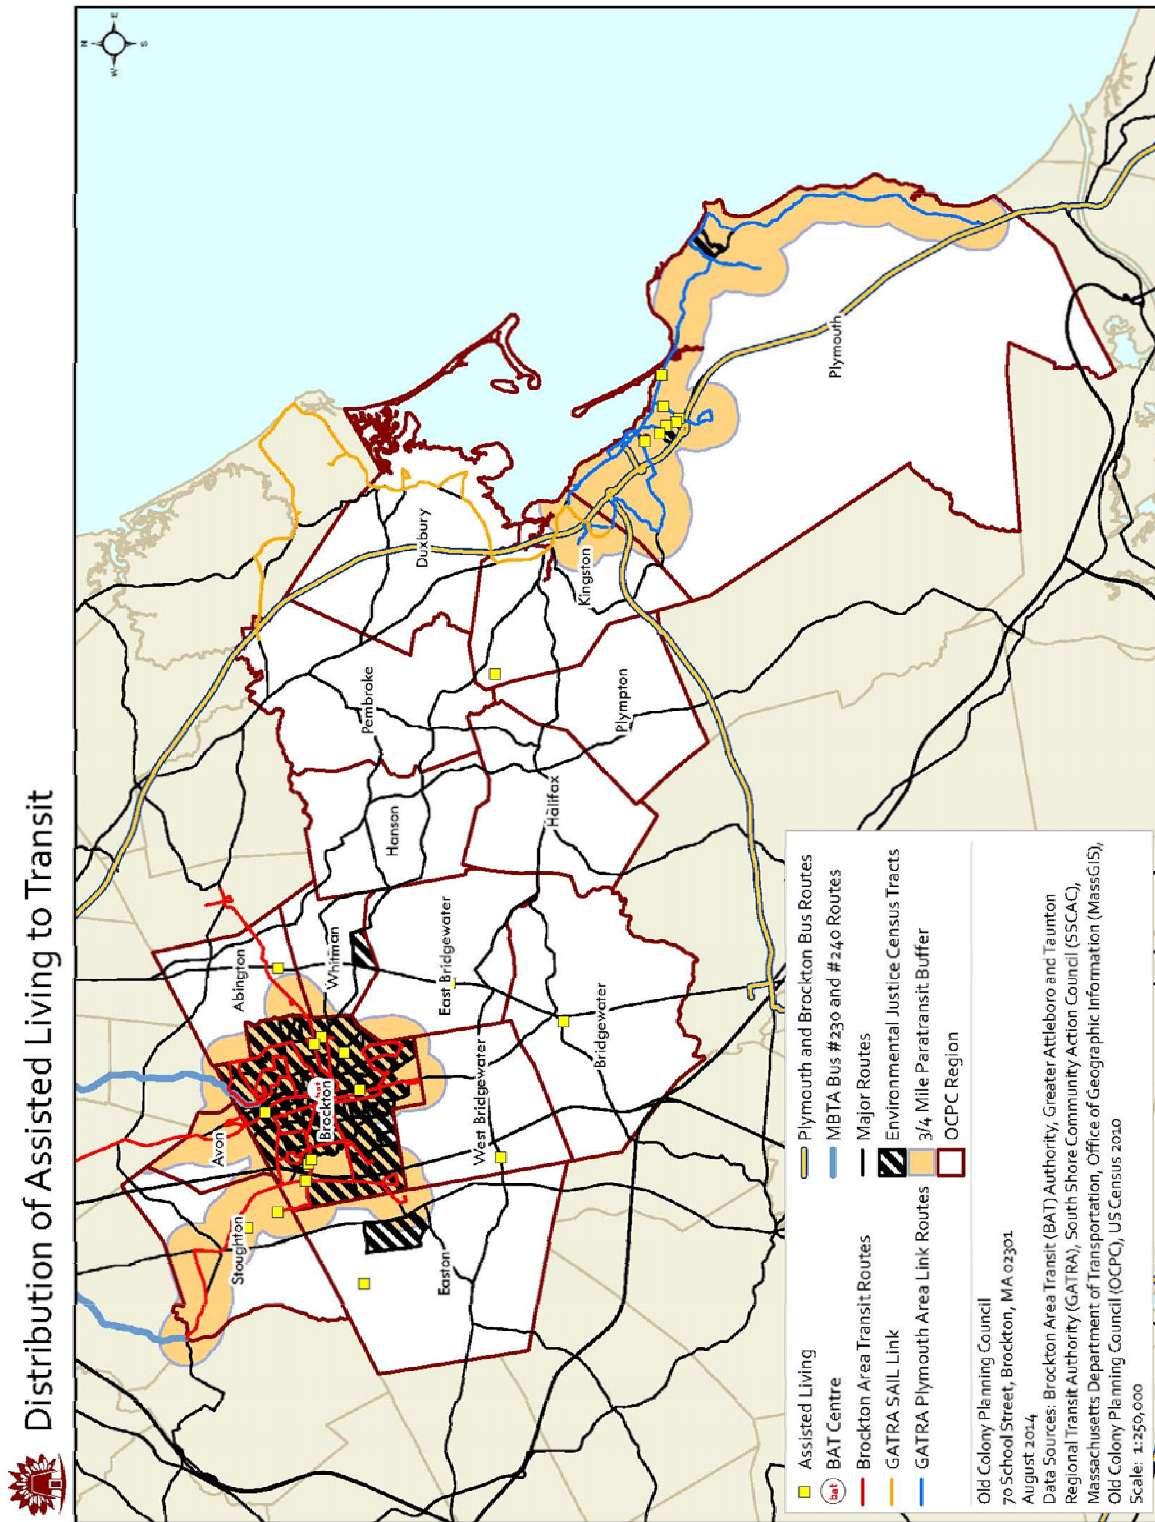 Distribution of Assisted Living to Transit
N
E
W
S
Abington
Whitman
Avon
Brockton
bat
Stoughton
Easton
East Bridgewater
West Bridgewater
Bridgewater
Hanson
Pembroke
Halifax
Plympton
Duxbury
Kingston
Plymouth
Assisted Living
bat BAT Centre
Brockton Area Transit Routes
GATRA SAIL Link
GATRA Plymouth Area Link Routes
Plymouth and Brockton Bus Routes
MBTA Bus #230 and #240 Routes
Major Routes
Environmental Justice Census Tracts
3/4 Mile Paratransit Buffer
OCPC Region
Old Colony Planning Council
70 School Street, Brockton, MA 02301
August 2014
Data Sources: Brockton Area Transit (BAT) Authority, Greater Attleboro and Taunton
Regional Transit Authority (GATRA), South Shore Community Action Council (SSCAC),
Massachusetts Department of Transportation, Office of Geographic Information (MassGIS),
Old Colony Planning Council (OCPC), US Census 2010
Scale: 1:250,000